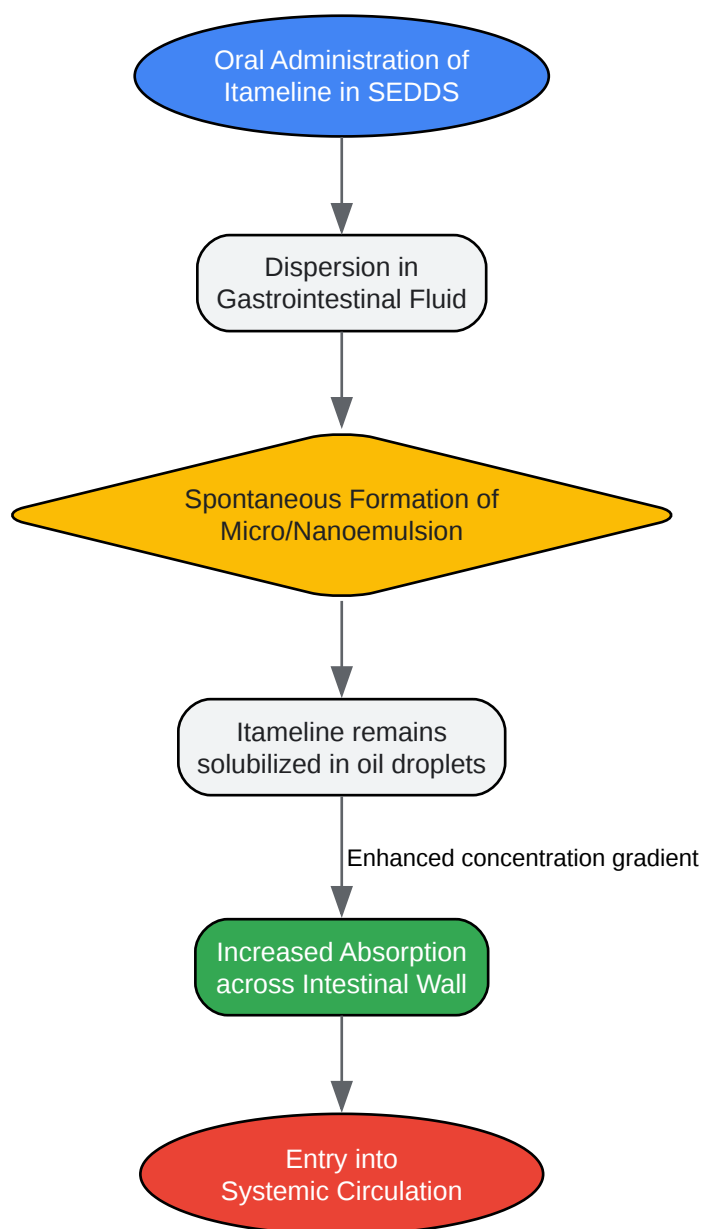 Oral Administration of
Itameline in SEDDS
Dispersion in
Gastrointestinal Fluid
Spontaneous Formation of
Micro/Nanoemulsion
Itameline remains
solubilized in oil droplets
Enhanced concentration gradient
Increased Absorption
across Intestinal Wall
Entry into
Systemic Circulation